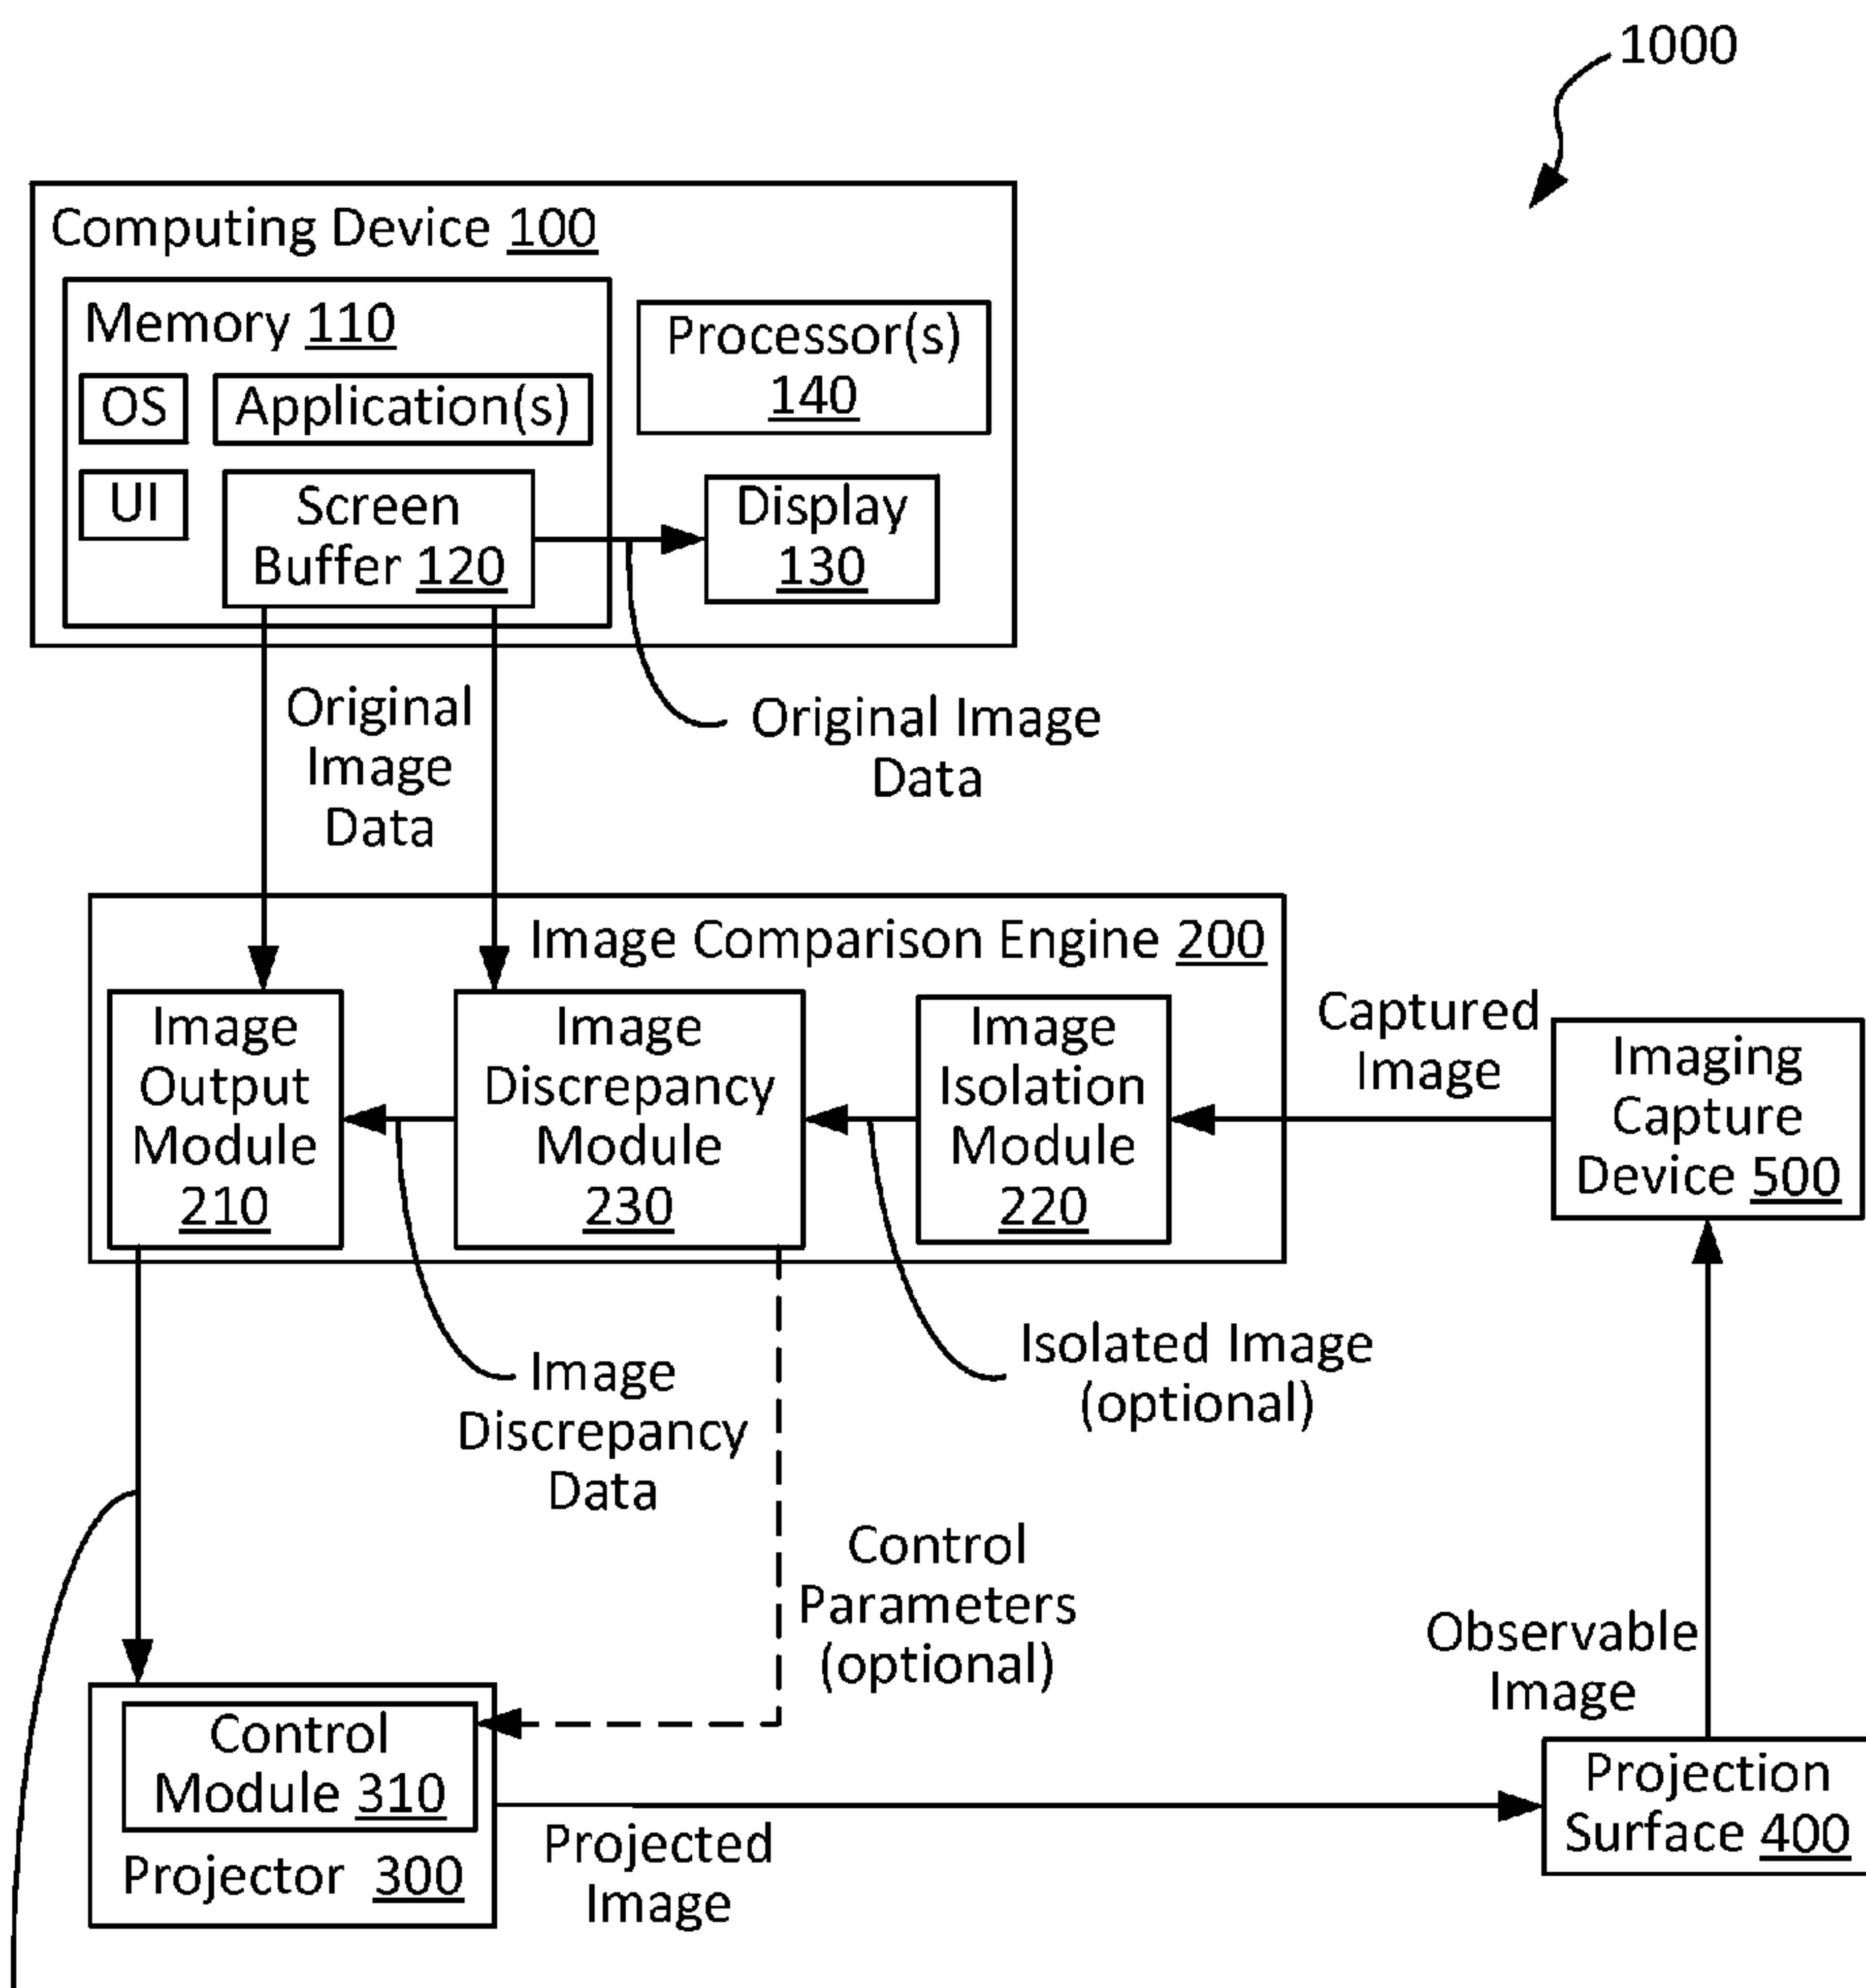 1000
Computing Device 100
Memory 110
OS
Application(s)
UI
Screen
Buffer 120
Processor(s)
140
Display
130
Original
Image
Data
Original Image
Data
Image Comparison Engine 200
Image
Output
Module
210
Image
Discrepancy
Module
230
Image
Isolation
Module
220
Captured
Image
Imaging
Capture
Device 500
Image
Discrepancy
Data
Isolated Image
(optional)
Control
Parameters
(optional)
Observable
Image
Control
Module 310
Projector 300
Projected
Image
Projection
Surface 400